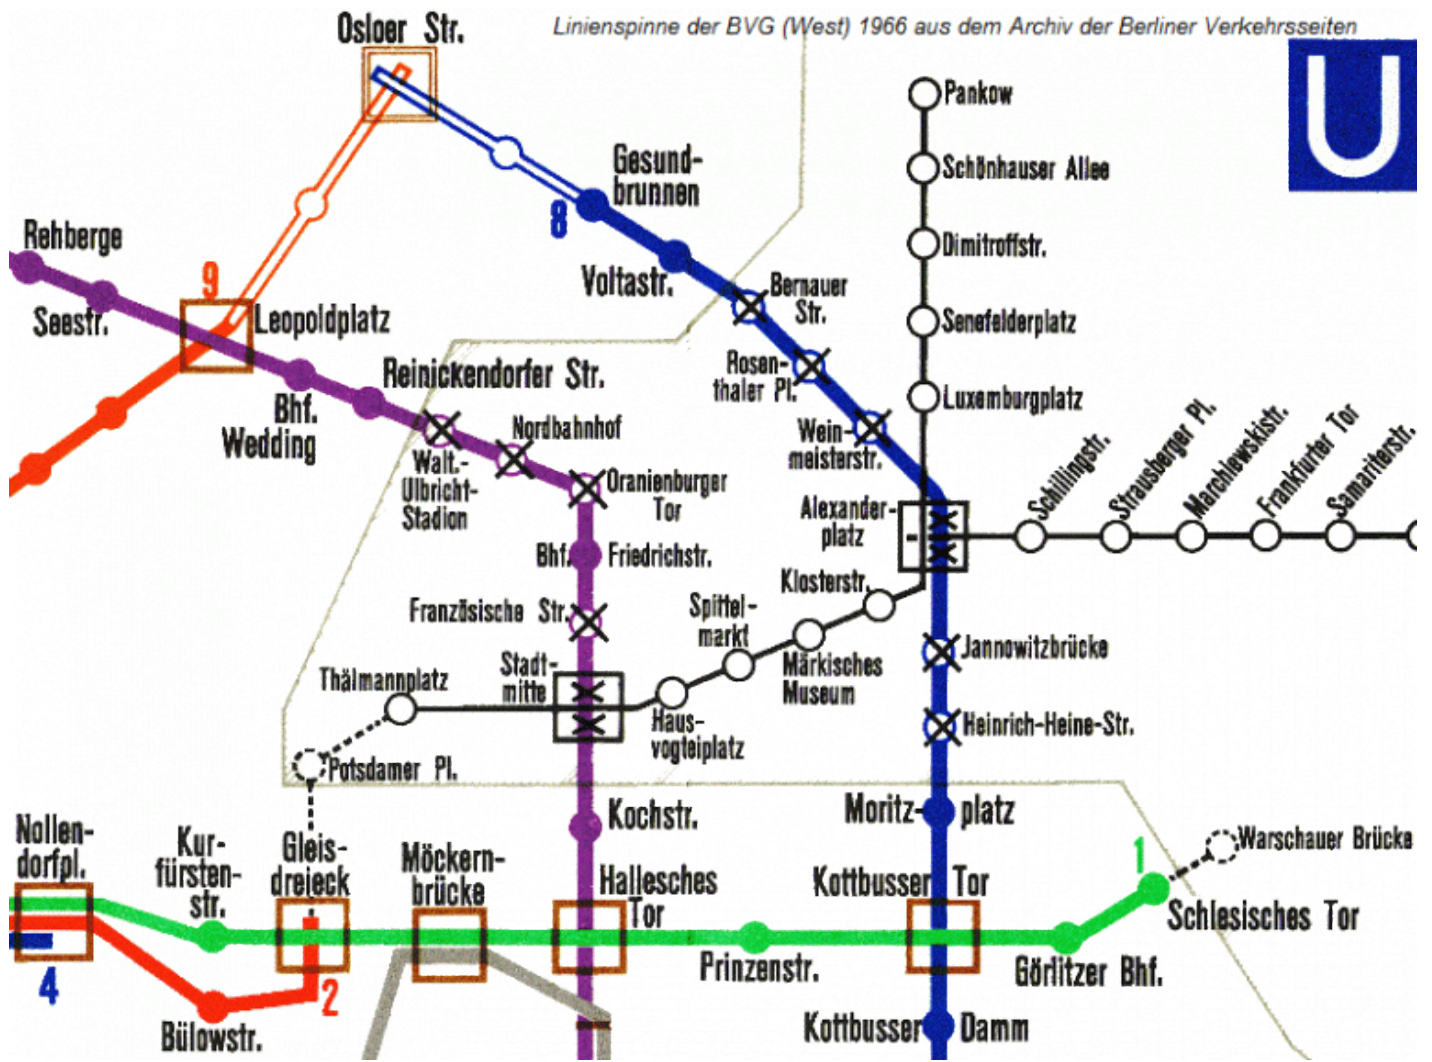 Linienspinne der BVG (West) 1966 aus dem Archiv der Berliner Verkehrsseiten
U
Osloer Str.
Pankow
Schönhauser Allee
Dimitroffstr.
Senefelderplatz
Luxemburgplatz
Gesund-
brunnen
8
Voltastr.
Bernauer
Str.
Rosen-
thaler Pl.
Wein-
meisterstr.
Rehberge
Seestr.
9
Leopoldplatz
Bhf.
Wedding
Reinickendorfer Str.
Walt.-
Ulbricht-
Stadion
Nordbahnhof
Oranienburger
Tor
Bhf. Friedrichstr.
Französische Str.
Stadt-
mitte
Alexander-
platz
Schillingstr.
Strausberger Pl.
Marchlewskistr.
Frankfurter Tor
Samariterstr.
Klosterstr.
Spittel-
markt
Märkisches
Museum
Haus-
vogteiplatz
Thälmannplatz
Potsdamer Pl.
Jannowitzbrücke
Heinrich-Heine-Str.
Moritz- platz
Kochstr.
Nollen-
dorfpl.
4
Kur-
fürsten-
str.
Gleis-
dreieck
2
Bülowstr.
Möckern-
brücke
Hallesches
Tor
Prinzenstr.
Kottbusser Tor
Kottbusser Damm
Görlitzer Bhf.
1
Schlesisches Tor
Warschauer Brücke